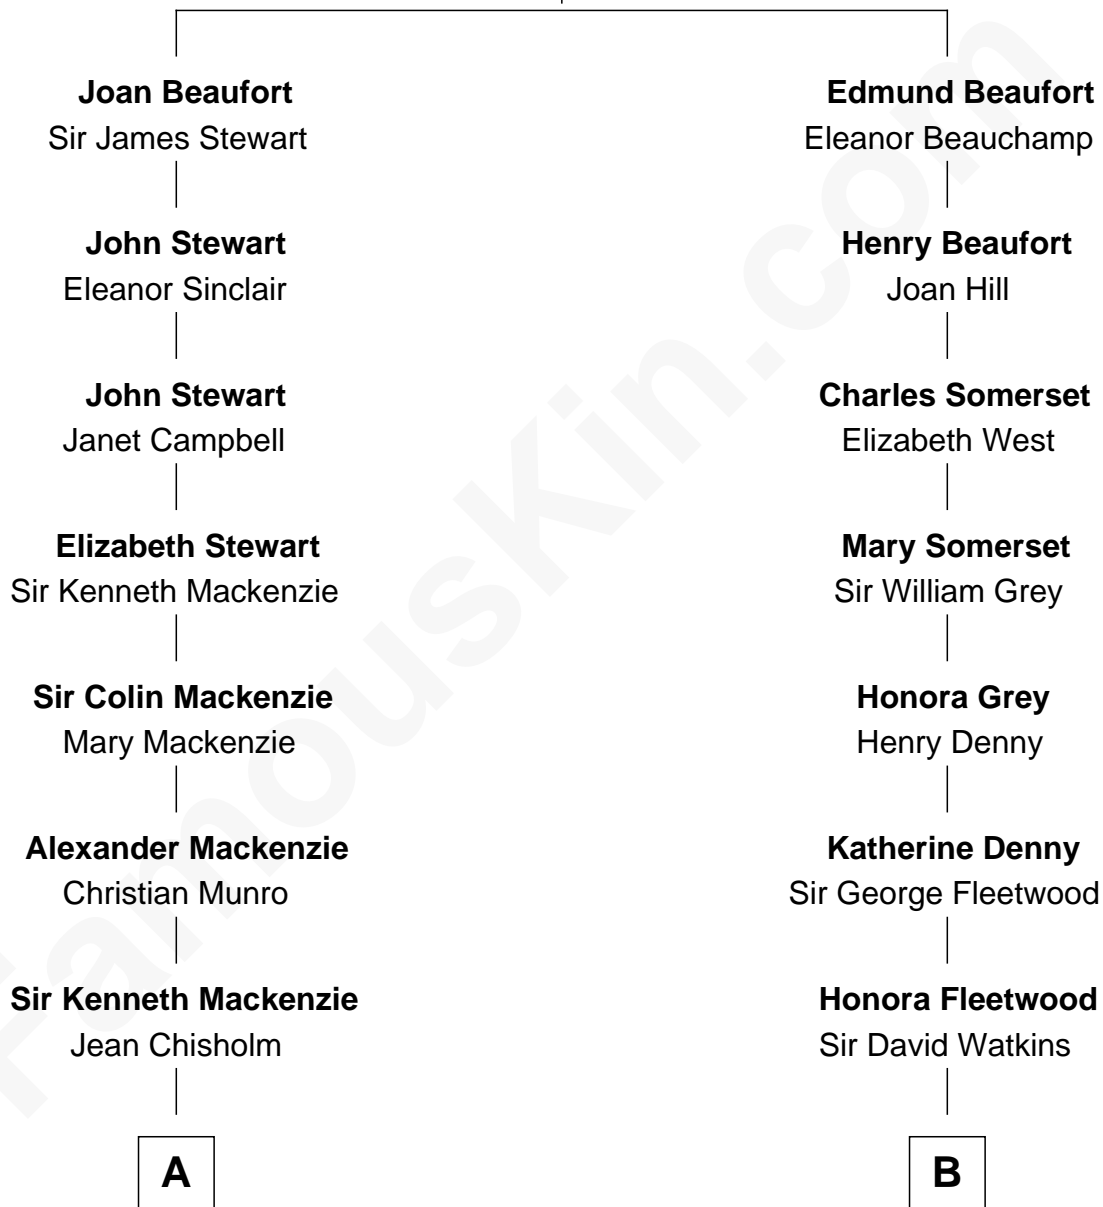 Joan Beaufort
Sir James Stewart
John Stewart
Eleanor Sinclair
John Stewart
Janet Campbell
Elizabeth Stewart
Sir Kenneth Mackenzie
Sir Colin Mackenzie
Mary Mackenzie
Alexander Mackenzie
Christian Munro
Sir Kenneth Mackenzie
Jean Chisholm
A
Edmund Beaufort
Eleanor Beauchamp
Henry Beaufort
Joan Hill
Charles Somerset
Elizabeth West
Mary Somerset
Sir William Grey
Honora Grey
Henry Denny
Katherine Denny
Sir George Fleetwood
Honora Fleetwood
Sir David Watkins
B
FamousKin.com